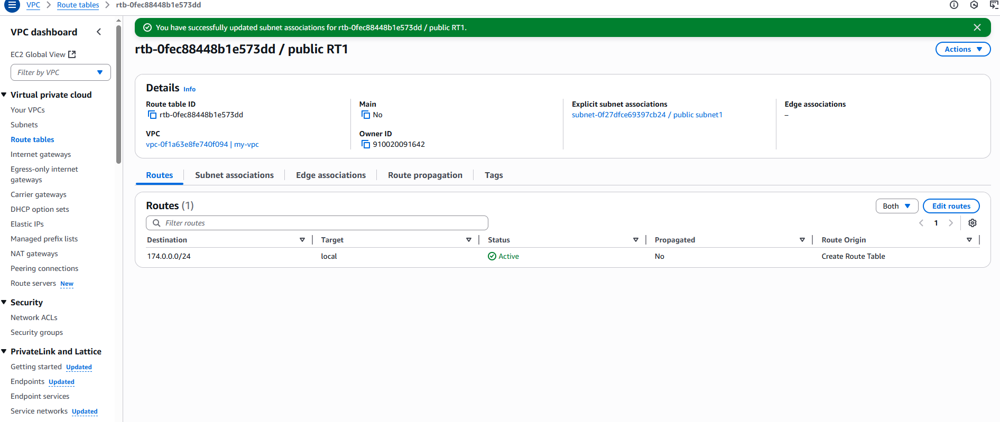 VPC > Route tables > rtb-0fec88448b1e573dd
VPC dashboard
EC2 Global View
Filter by VPC
Virtual private cloud
Your VPCs
Subnets
Route tables
Internet gateways
Egress-only internet
gateways
Carrier gateways
DHCP option sets
Elastic IPs
Managed prefix lists
NAT gateways
Peering connections
Route servers New
Security
Network ACLs
Security groups
PrivateLink and Lattice
Getting started Updated
Endpoints Updated
Endpoint services
Service networks Updated
You have successfully updated subnet associations for rtb-0fec88448b1e573dd / public RT1.
rtb-0fec88448b1e573dd / public RT1
Actions
Details Info
Route table ID
rtb-0fec88448b1e573dd
Main
No
Explicit subnet associations
subnet-0f27dfce69397cb24 / public subnet1
Edge associations
–
VPC
vpc-0f1a63e8fe740f094 | my-vpc
Owner ID
910020091642
Routes Subnet associations Edge associations Route propagation Tags
Routes (1)
Both Edit routes
Filter routes
1
Destination Target Status Propagated Route Origin
174.0.0.0/24 local Active No Create Route Table